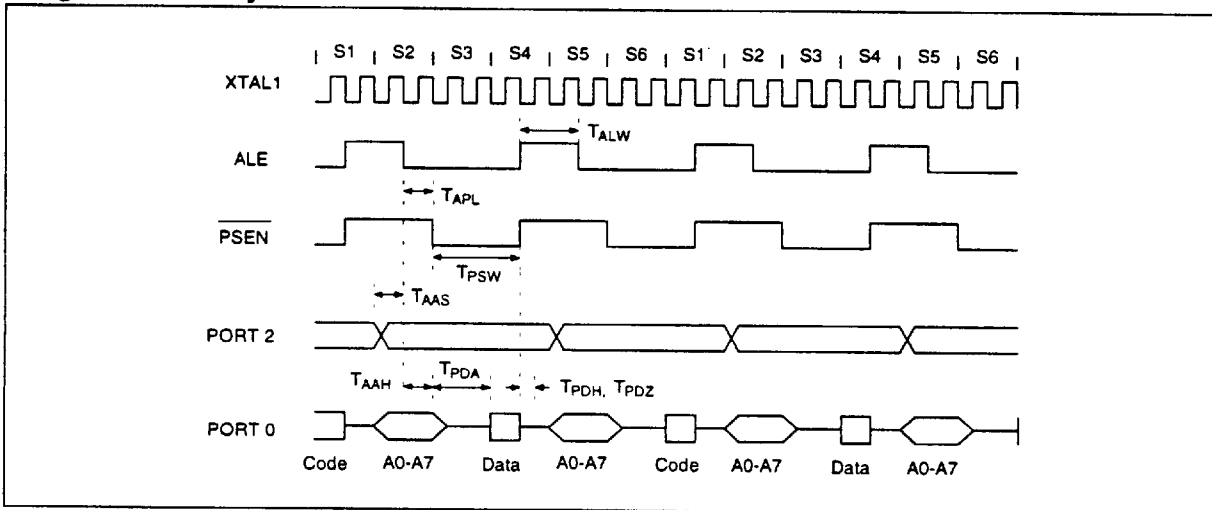 S1 S2 S3 S4 S5 S6 S1 S2 S3 S4 S5 S6
XTAL1
TALW
ALE
TAPL
PSEN
TPSW
TAAS
PORT 2
TAAH TPDA TPDH, TPDZ
PORT 0
Code A0-A7 Data A0-A7 Code A0-A7 Data A0-A7